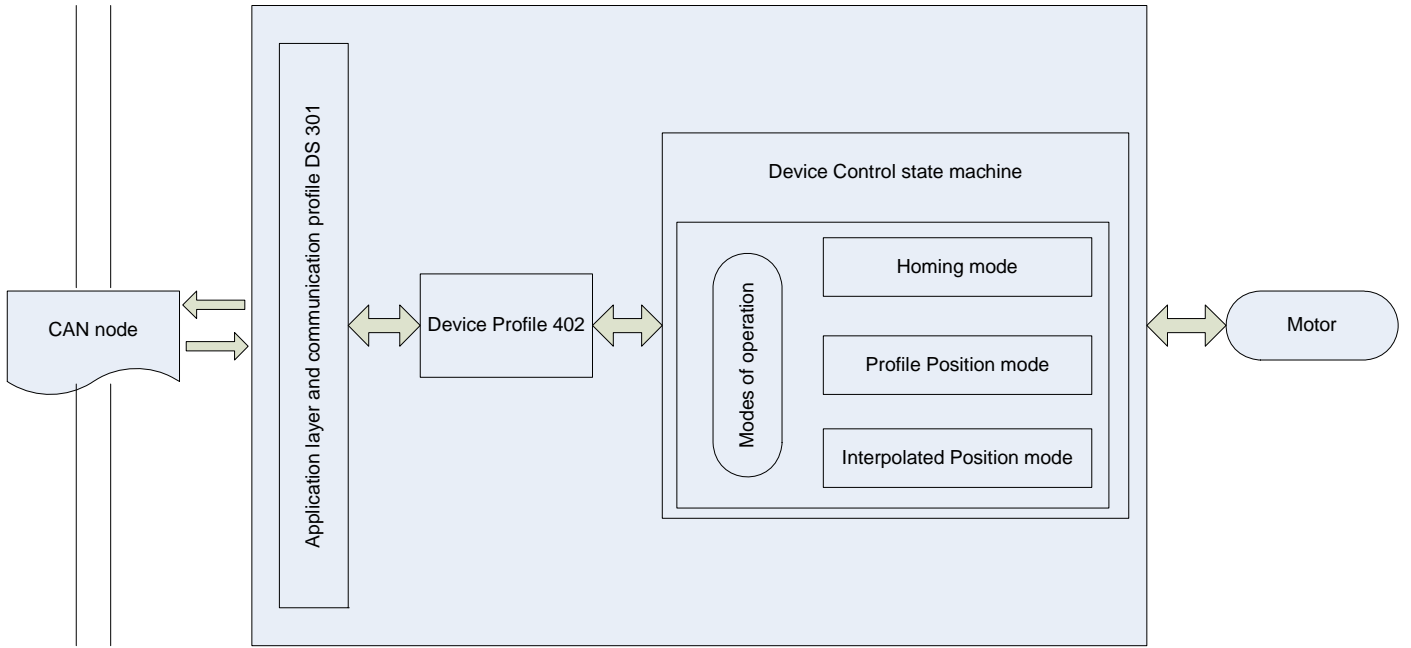 CAN node
Application layer and communication profile DS 301
Device Profile 402
Device Control state machine
Modes of operation
Homing mode
Profile Position mode
Interpolated Position mode
Motor